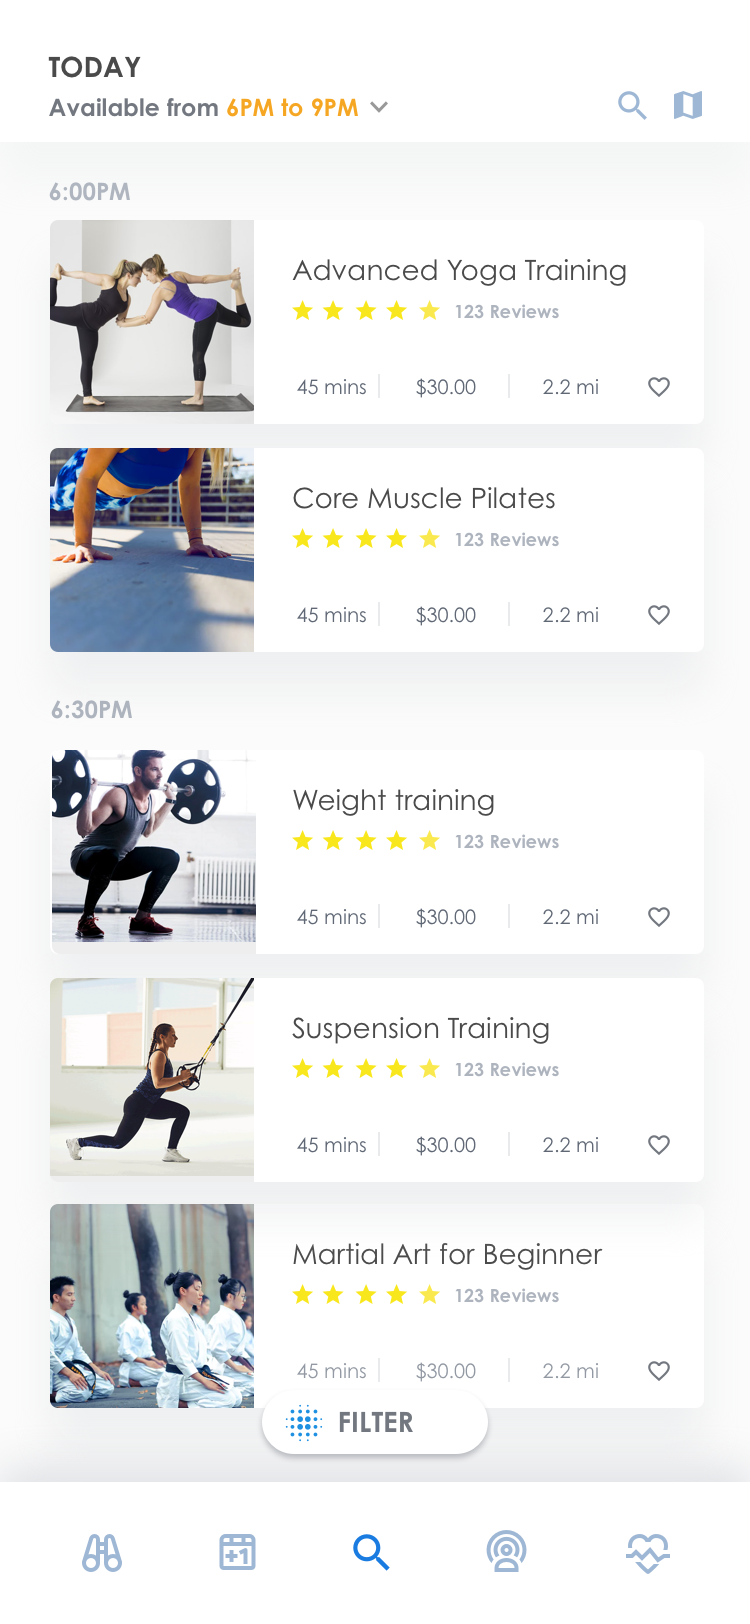 TODAY
Available from 6PM to 9PM
6:00PM
Advanced Yoga Training
123 Reviews
45 mins $30.00 2.2 mi
Core Muscle Pilates
123 Reviews
45 mins $30.00 2.2 mi
6:30PM
Weight training
123 Reviews
45 mins $30.00 2.2 mi
Suspension Training
123 Reviews
45 mins $30.00 2.2 mi
Martial Art for Beginner
123 Reviews
45 mins $30.00 2.2 mi
FILTER
+1